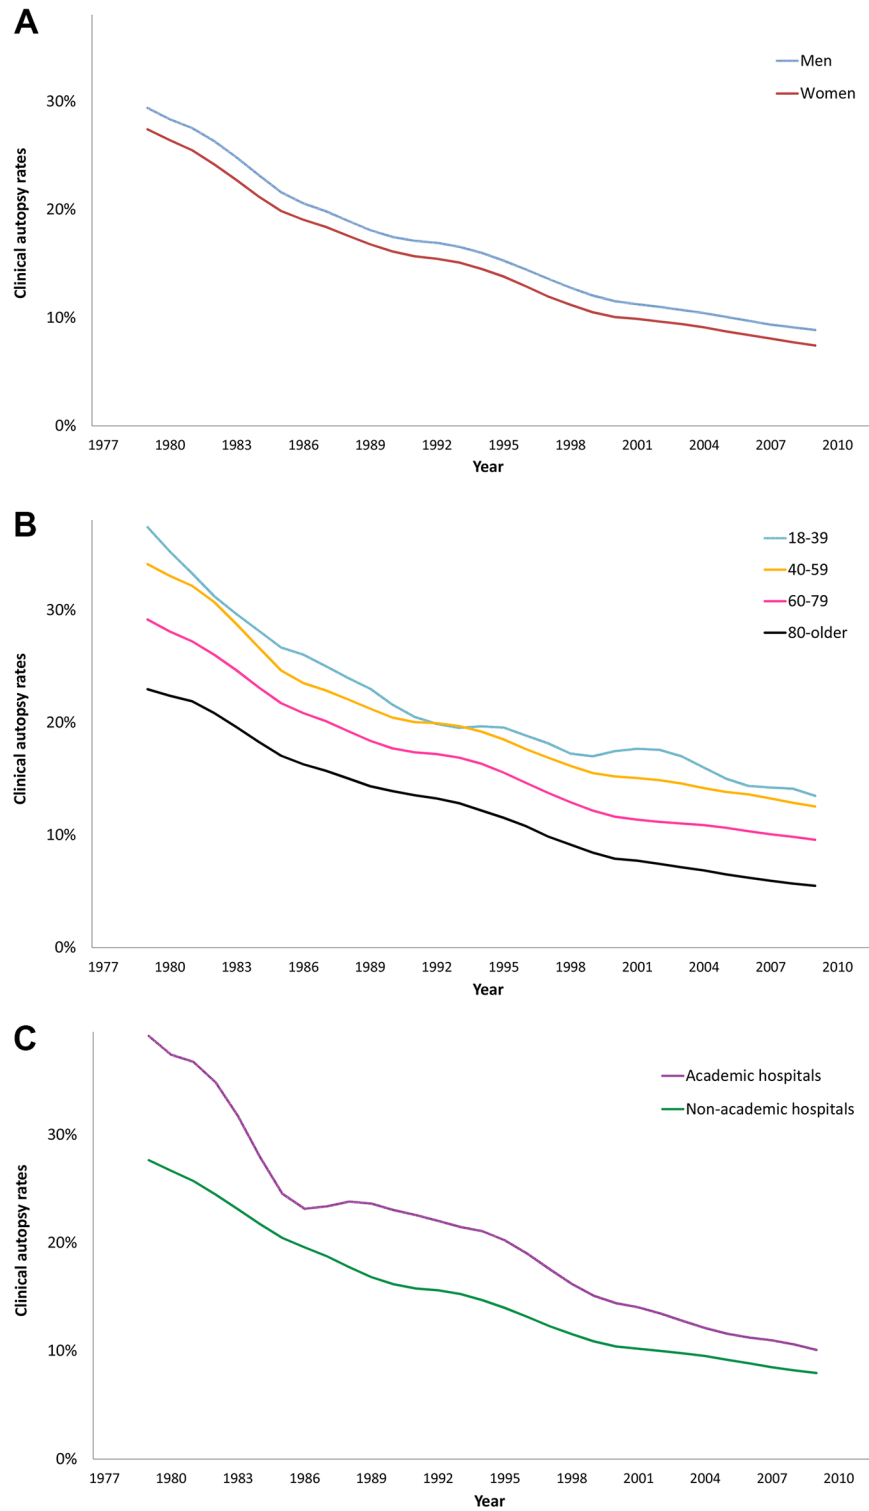 A
Men
Women
30%
20%
10%
0%
Clinical autopsy rates
1977 1980 1983 1986 1989 1992 1995 1998 2001 2004 2007 2010
Year
B
18-39
40-59
60-79
80-older
30%
20%
10%
0%
Clinical autopsy rates
1977 1980 1983 1986 1989 1992 1995 1998 2001 2004 2007 2010
Year
C
Academic hospitals
Non-academic hospitals
30%
20%
10%
0%
Clinical autopsy rates
1977 1980 1983 1986 1989 1992 1995 1998 2001 2004 2007 2010
Year